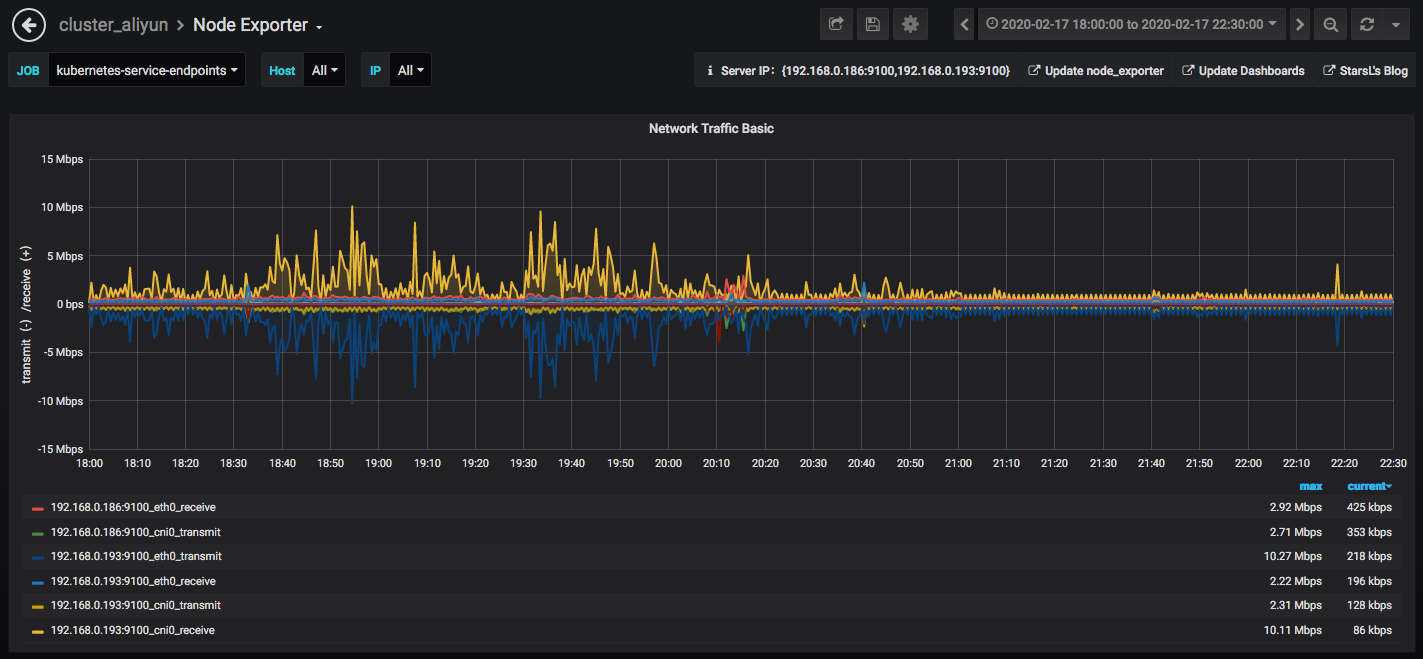 cluster_aliyun > Node Exporter
2020-02-17 18:00:00 to 2020-02-17 22:30:00
JOB kubernetes-service-endpoints Host All IP All
i Server IP: {192.168.0.186:9100,192.168.0.193:9100} Update node_exporter Update Dashboards StarsL's Blog
Network Traffic Basic
transmit (-) /receive (+)
15 Mbps
10 Mbps
5 Mbps
0 bps
-5 Mbps
-10 Mbps
-15 Mbps
18:00 18:10 18:20 18:30 18:40 18:50 19:00 19:10 19:20 19:30 19:40 19:50 20:00 20:10 20:20 20:30 20:40 20:50 21:00 21:10 21:20 21:30 21:40 21:50 22:00 22:10 22:20 22:30
max current
192.168.0.186:9100_eth0_receive 2.92 Mbps 425 kbps
192.168.0.186:9100_cni0_transmit 2.71 Mbps 353 kbps
192.168.0.193:9100_eth0_transmit 10.27 Mbps 218 kbps
192.168.0.193:9100_eth0_receive 2.22 Mbps 196 kbps
192.168.0.193:9100_cni0_transmit 2.31 Mbps 128 kbps
192.168.0.193:9100_cni0_receive 10.11 Mbps 86 kbps